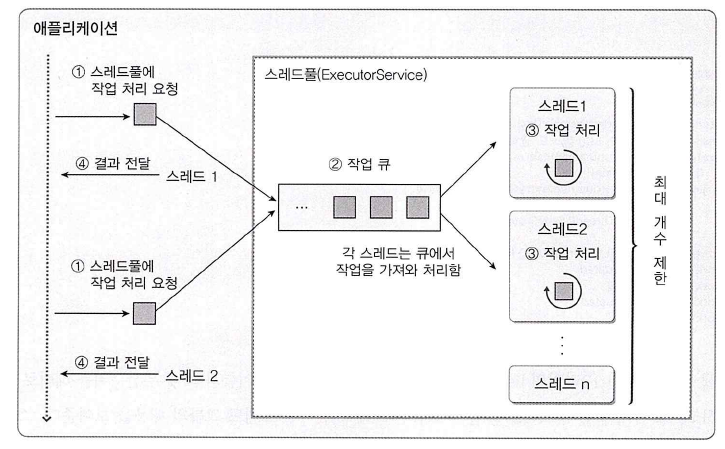 애플리케이션
① 스레드풀에
작업 처리 요청
④ 결과 전달
스레드 1
① 스레드풀에
작업 처리 요청
④ 결과 전달
스레드 2
스레드풀(ExecutorService)
② 작업 큐
...
각 스레드는 큐에서
작업을 가져와 처리함
스레드1
③ 작업 처리
스레드2
③ 작업 처리
⋮
스레드 n
최대 개수 제한